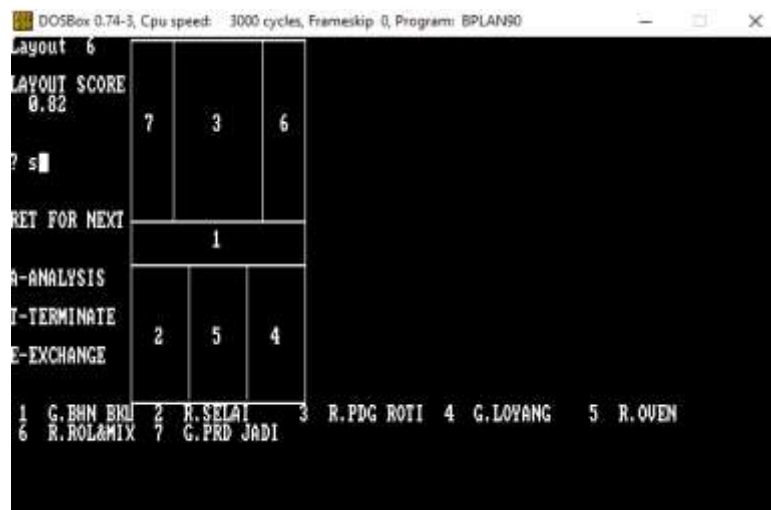 DOSBox 0.74-3, Cpu speed: 3000 cycles, Frameskip 0, Program: BPLAN90
Layout 6
LAYOUT SCORE
0.82
7 3 6
? s
RET FOR NEXT
1
A-ANALYSIS
T-TERMINATE
2 5 4
E-EXCHANGE
1 G.BHN BKU 2 R.SELAI 3 R.PDG ROTI 4 G.LOYANG 5 R.OVEN
6 R.ROL&MIX 7 G.PRD JADI